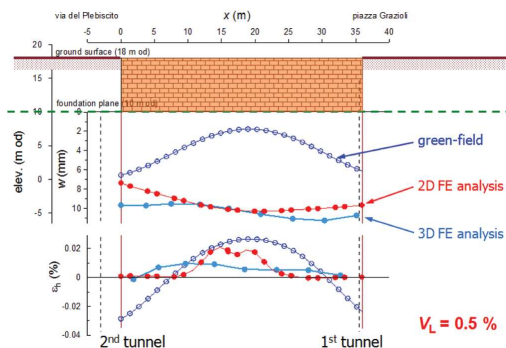 via del Plebiscito
x (m)
piazza Grazioli
-5 0 5 10 15 20 25 30 35 40
20
ground surface (18 m od)
15
10
foundation plane (10 m od)
5
0
-5
elev. (m od)
0
2
4
6
8
10
w (mm)
green-field
2D FE analysis
3D FE analysis
0.02
0
-0.02
-0.04
εh (%)
VL = 0.5 %
2nd tunnel
1st tunnel